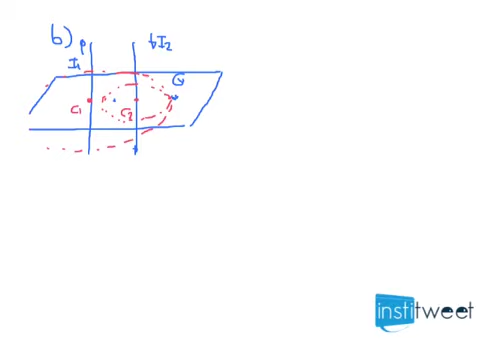 b) P
I₁ I₂
Q
C₁ C₂
institweet